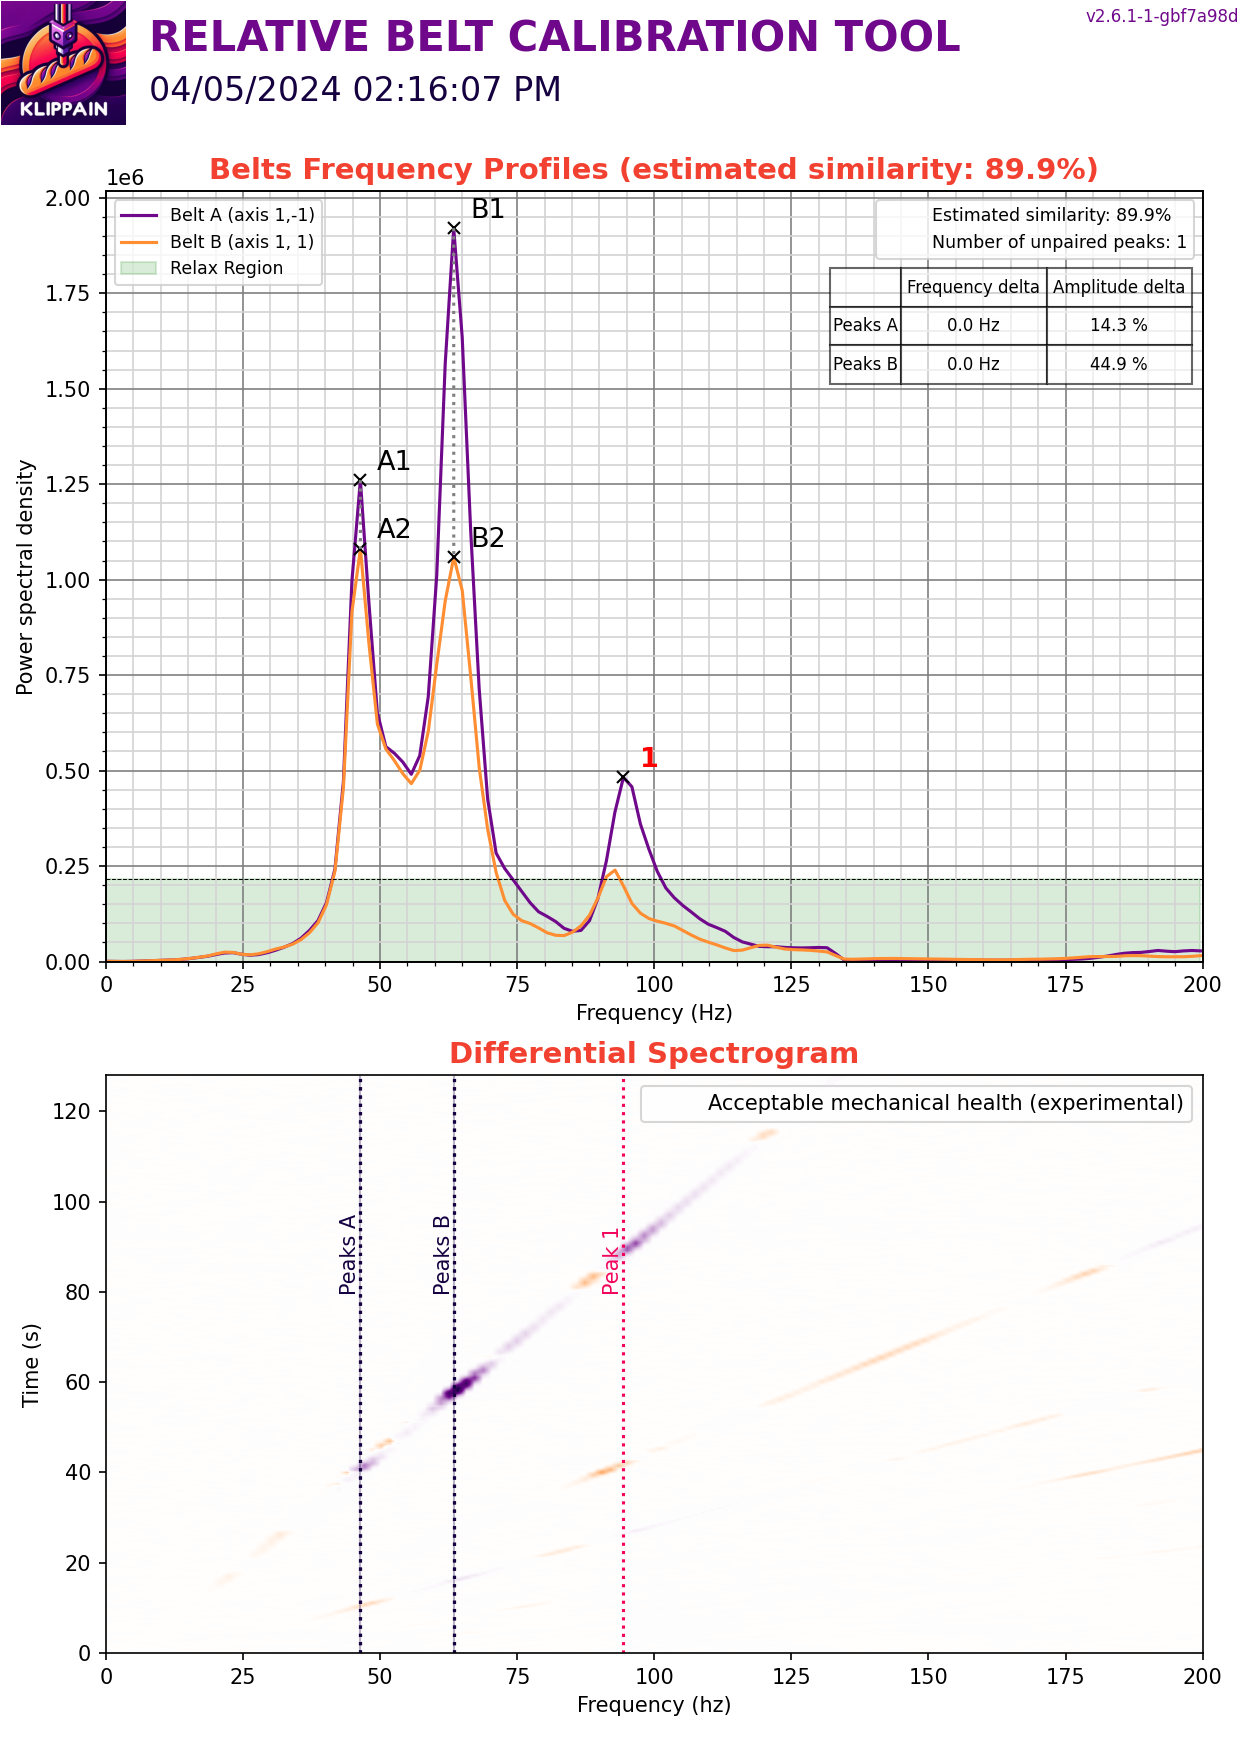 KLIPPAIN
RELATIVE BELT CALIBRATION TOOL
v2.6.1-1-gbf7a98d
04/05/2024 02:16:07 PM
Belts Frequency Profiles (estimated similarity: 89.9%)
1e6
Belt A (axis 1,-1)
Belt B (axis 1, 1)
Relax Region
Estimated similarity: 89.9%
Number of unpaired peaks: 1
Frequency delta Amplitude delta
Peaks A 0.0 Hz 14.3 %
Peaks B 0.0 Hz 44.9 %
B1
A1
A2
B2
1
2.00
1.75
1.50
1.25
1.00
0.75
0.50
0.25
0.00
Power spectral density
0 25 50 75 100 125 150 175 200
Frequency (Hz)
Differential Spectrogram
Acceptable mechanical health (experimental)
Peaks A
Peaks B
Peak 1
120
100
80
60
40
20
0
Time (s)
0 25 50 75 100 125 150 175 200
Frequency (hz)